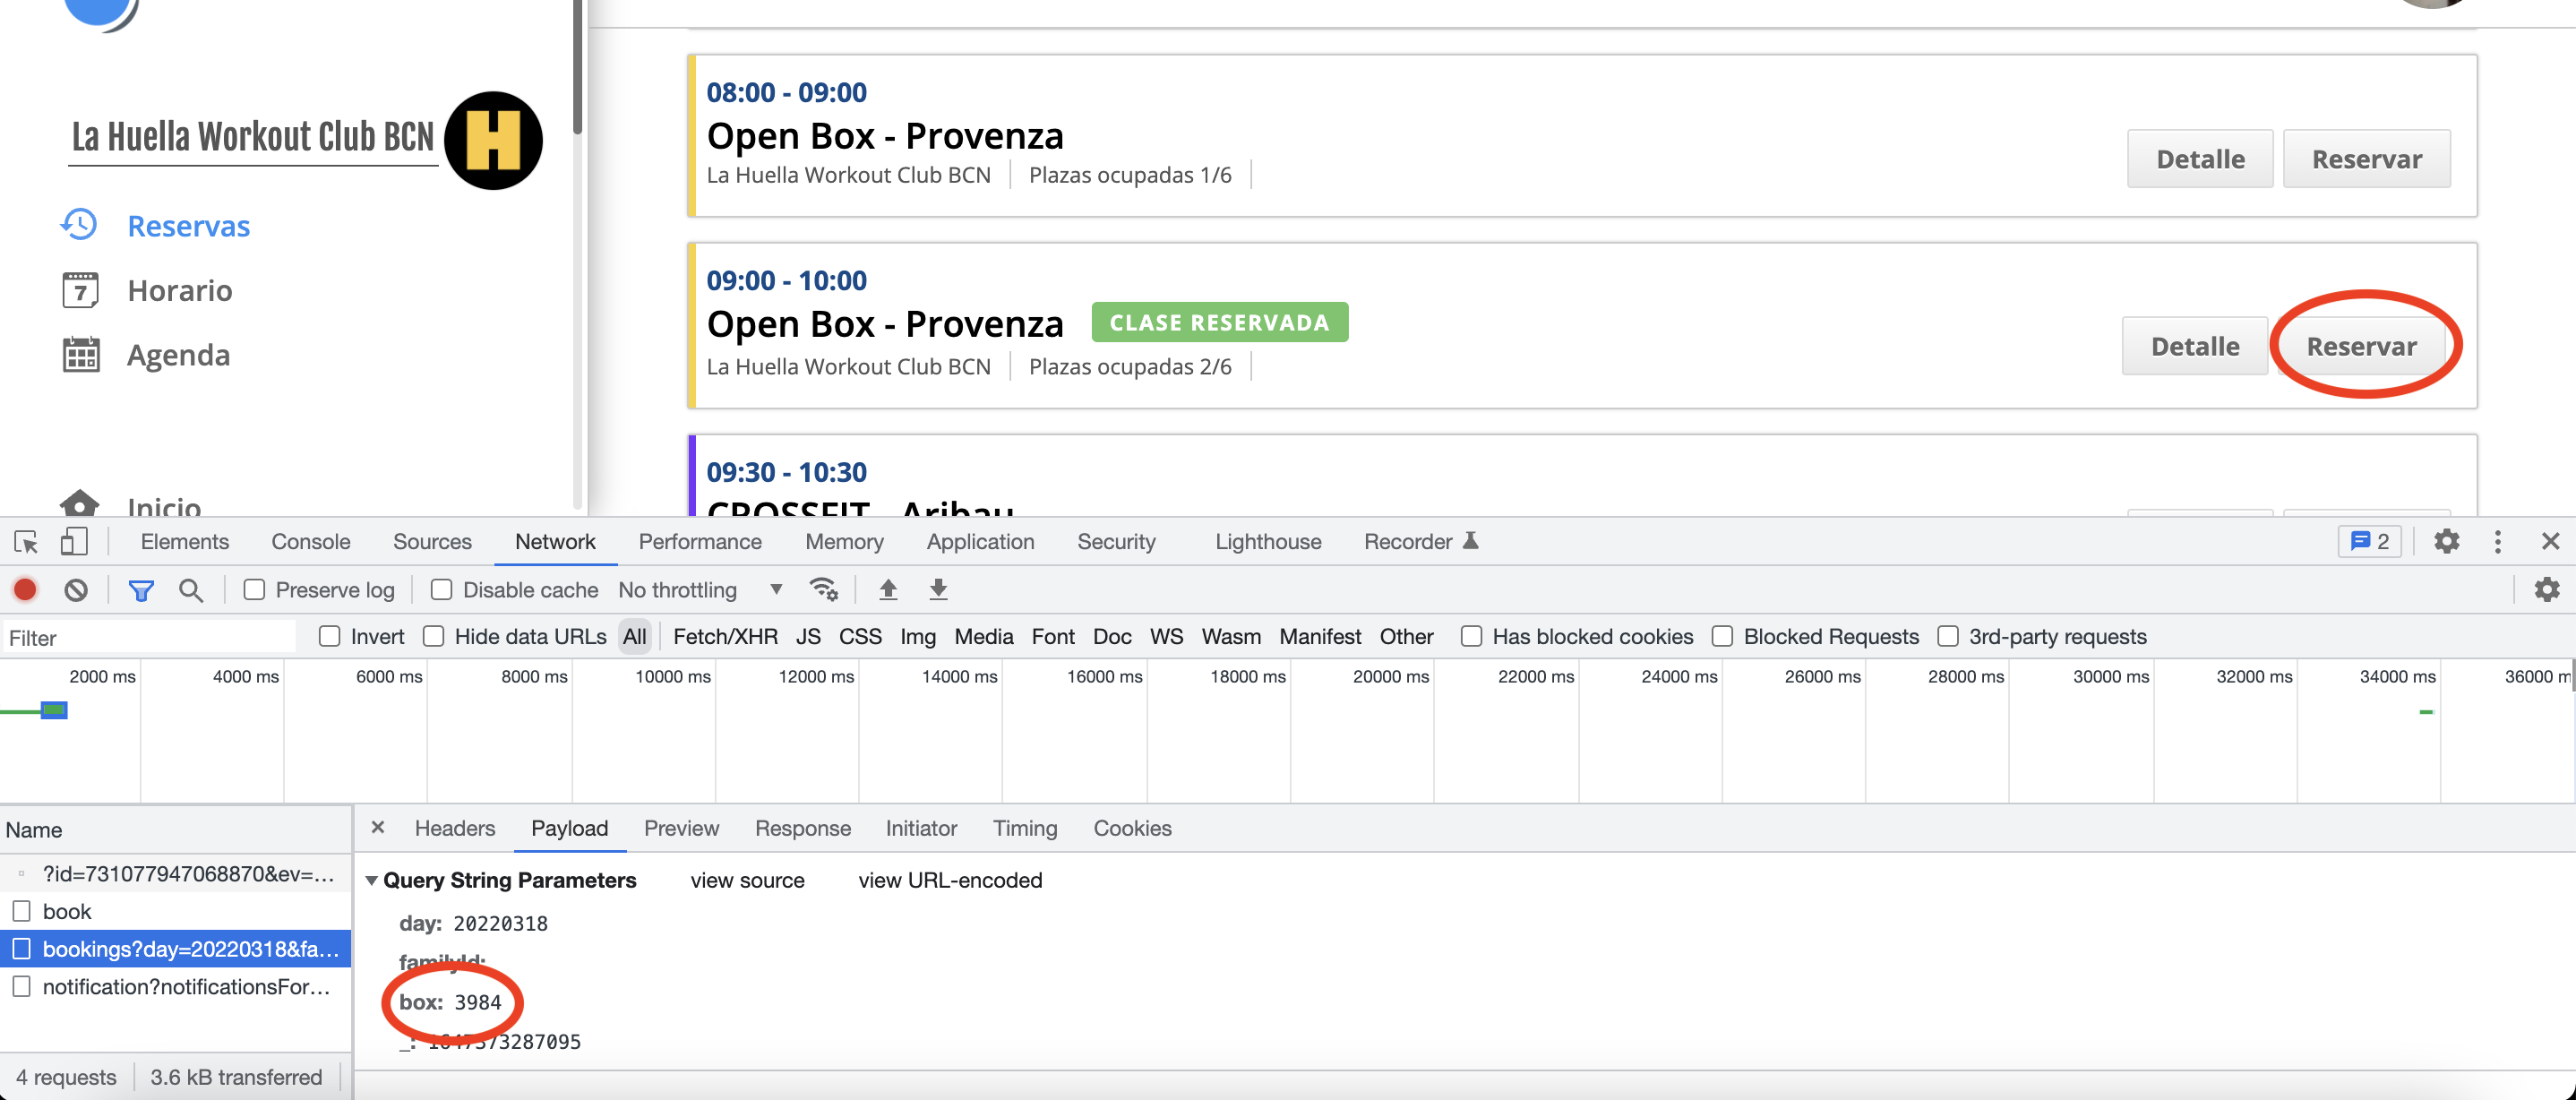 La Huella Workout Club BCN
H
Reservas
7
Horario
Agenda
Inicio
08:00 - 09:00
Open Box - Provenza
La Huella Workout Club BCN
Plazas ocupadas 1/6
Detalle
Reservar
09:00 - 10:00
Open Box - Provenza
CLASE RESERVADA
La Huella Workout Club BCN
Plazas ocupadas 2/6
Detalle
Reservar
09:30 - 10:30
CROSSFIT - Aribau
Elements Console Sources Network Performance Memory Application Security Lighthouse Recorder 2
Preserve log Disable cache No throttling
Filter Invert Hide data URLs All Fetch/XHR JS CSS Img Media Font Doc WS Wasm Manifest Other Has blocked cookies Blocked Requests 3rd-party requests
2000 ms 4000 ms 6000 ms 8000 ms 10000 ms 12000 ms 14000 ms 16000 ms 18000 ms 20000 ms 22000 ms 24000 ms 26000 ms 28000 ms 30000 ms 32000 ms 34000 ms 36000 m
Name
?id=731077947068870&ev=...
book
bookings?day=20220318&fa...
notification?notificationsFor...
4 requests 3.6 kB transferred
Headers Payload Preview Response Initiator Timing Cookies
Query String Parameters view source view URL-encoded
day: 20220318
familyId:
box: 3984
_: 1647373287095